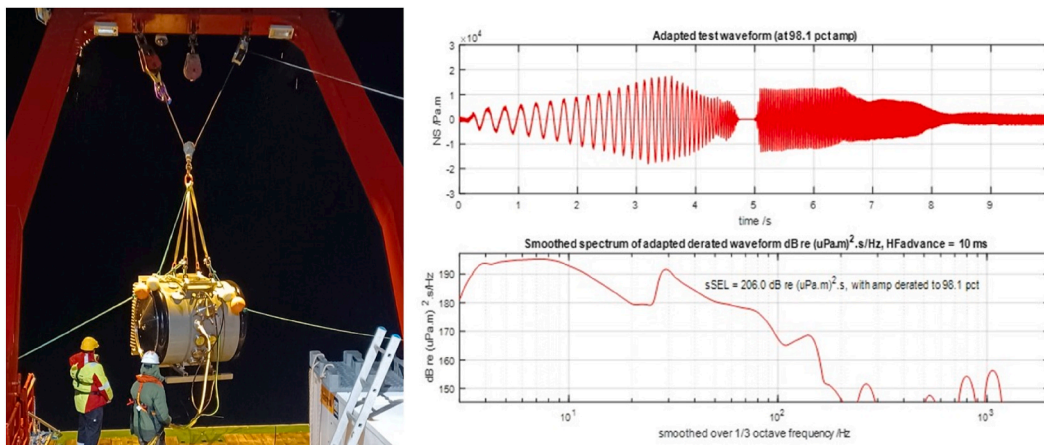 Adapted test waveform (at 98.1 pct amp)
×10⁴
3
2
1
0
-1
-2
-3
NS /Pa.m
0 1 2 3 4 5 6 7 8 9
time /s
Smoothed spectrum of adapted derated waveform dB re (uPa.m)².s/Hz, HFadvance = 10 ms
190
180
170
160
150
dB re (uPa.m) ².s/Hz
sSEL = 206.0 dB re (uPa.m)².s, with amp derated to 98.1 pct
10¹ 10² 10³
smoothed over 1/3 octave frequency /Hz